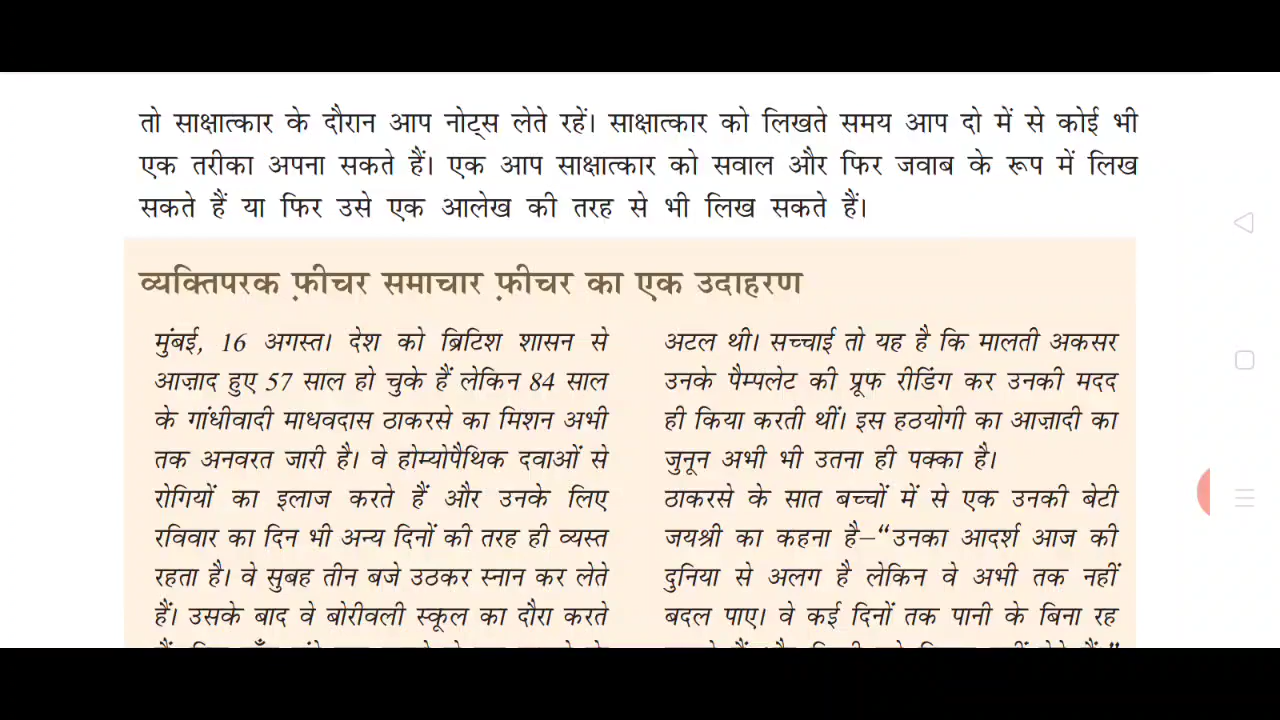 तो साक्षात्कार के दौरान आप नोट्स लेते रहें। साक्षात्कार को लिखते समय आप दो में से कोई भी
एक तरीका अपना सकते हैं। एक आप साक्षात्कार को सवाल और फिर जवाब के रूप में लिख
सकते हैं या फिर उसे एक आलेख की तरह से भी लिख सकते हैं।
व्यक्तिपरक फ़ीचर समाचार फ़ीचर का एक उदाहरण
मुंबई, 16 अगस्त। देश को ब्रिटिश शासन से
आज़ाद हुए 57 साल हो चुके हैं लेकिन 84 साल
के गांधीवादी माधवदास ठाकरसे का मिशन अभी
तक अनवरत जारी है। वे होम्योपैथिक दवाओं से
रोगियों का इलाज करते हैं और उनके लिए
रविवार का दिन भी अन्य दिनों की तरह ही व्यस्त
रहता है। वे सुबह तीन बजे उठकर स्नान कर लेते
हैं। उसके बाद वे बोरीवली स्कूल का दौरा करते
अटल थी। सच्चाई तो यह है कि मालती अकसर
उनके पैम्पलेट की प्रूफ रीडिंग कर उनकी मदद
ही किया करती थीं। इस हठयोगी का आज़ादी का
जुनून अभी भी उतना ही पक्का है।
ठाकरसे के सात बच्चों में से एक उनकी बेटी
जयश्री का कहना है–“उनका आदर्श आज की
दुनिया से अलग है लेकिन वे अभी तक नहीं
बदल पाए। वे कई दिनों तक पानी के बिना रह